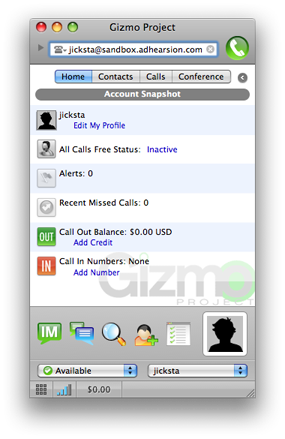 Gizmo Project
jicksta@sandbox.adhearsion.com
Home Contacts Calls Conference
Account Snapshot
jicksta
Edit My Profile
All Calls Free Status: Inactive
Alerts: 0
Recent Missed Calls: 0
OUT
Call Out Balance: $0.00 USD
Add Credit
IN
Call In Numbers: None
Add Number
Gizmo
PROJECT
IM
Available jicksta
$0.00